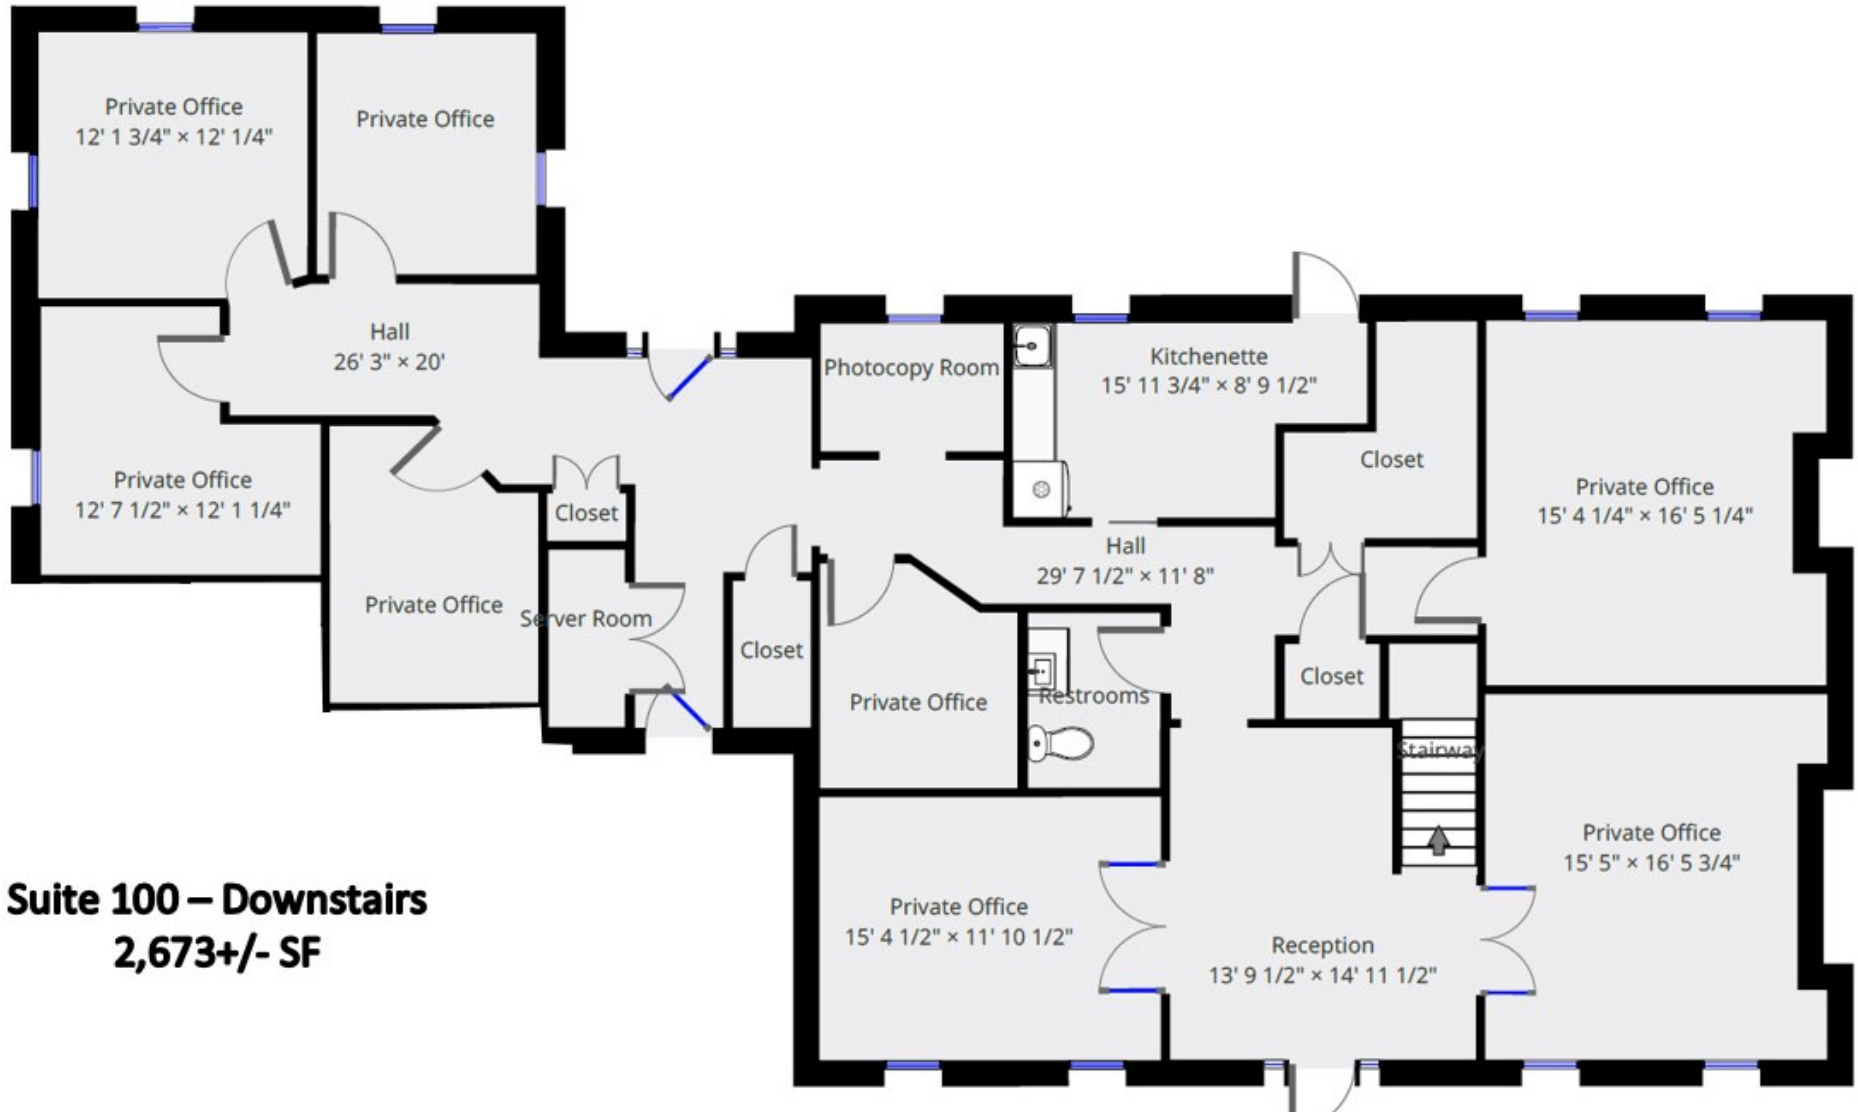 Private Office
12' 1 3/4" × 12' 1/4"
Private Office
Hall
26' 3" × 20'
Photocopy Room
Kitchenette
15' 11 3/4" × 8' 9 1/2"
Closet
Private Office
12' 7 1/2" × 12' 1 1/4"
Closet
Private Office
15' 4 1/4" × 16' 5 1/4"
Hall
29' 7 1/2" × 11' 8"
Private Office
Server Room
Closet
Private Office
Restrooms
Closet
Stairway
Private Office
15' 5" × 16' 5 3/4"
Private Office
15' 4 1/2" × 11' 10 1/2"
Reception
13' 9 1/2" × 14' 11 1/2"
Suite 100 – Downstairs
2,673+/- SF